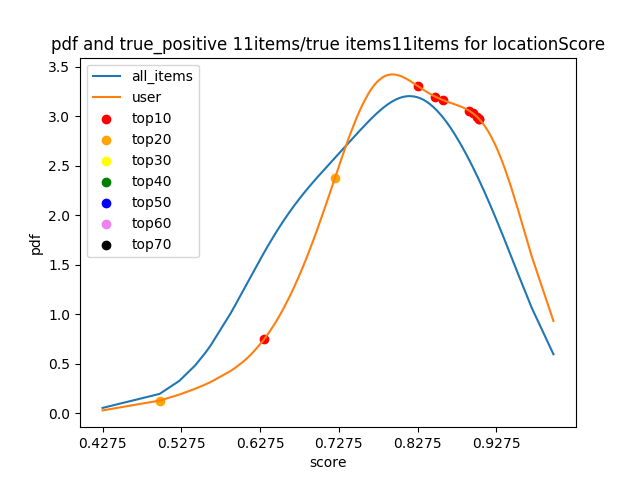 pdf and true_positive 11items/true items11items for locationScore
3.5
3.0
2.5
2.0
1.5
1.0
0.5
0.0
pdf
all_items
user
top10
top20
top30
top40
top50
top60
top70
0.4275 0.5275 0.6275 0.7275 0.8275 0.9275
score